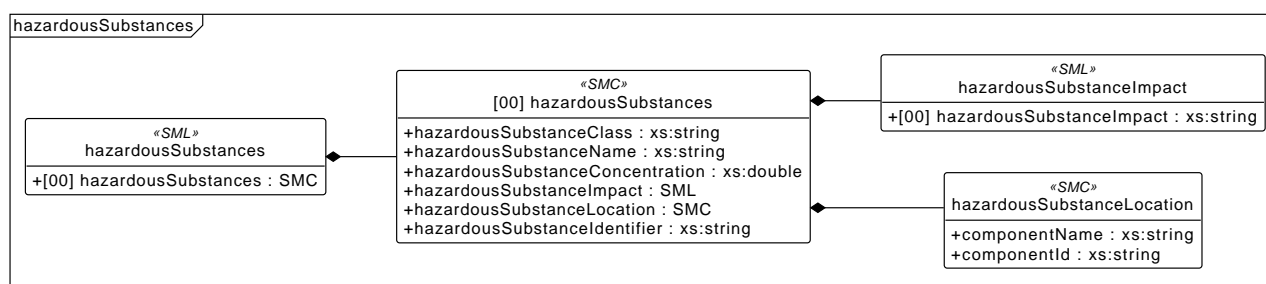 hazardousSubstances
«SML»
hazardousSubstances
+[00] hazardousSubstances : SMC
«SMC»
[00] hazardousSubstances
+hazardousSubstanceClass : xs:string
+hazardousSubstanceName : xs:string
+hazardousSubstanceConcentration : xs:double
+hazardousSubstanceImpact : SML
+hazardousSubstanceLocation : SMC
+hazardousSubstanceIdentifier : xs:string
«SML»
hazardousSubstanceImpact
+[00] hazardousSubstanceImpact : xs:string
«SMC»
hazardousSubstanceLocation
+componentName : xs:string
+componentId : xs:string